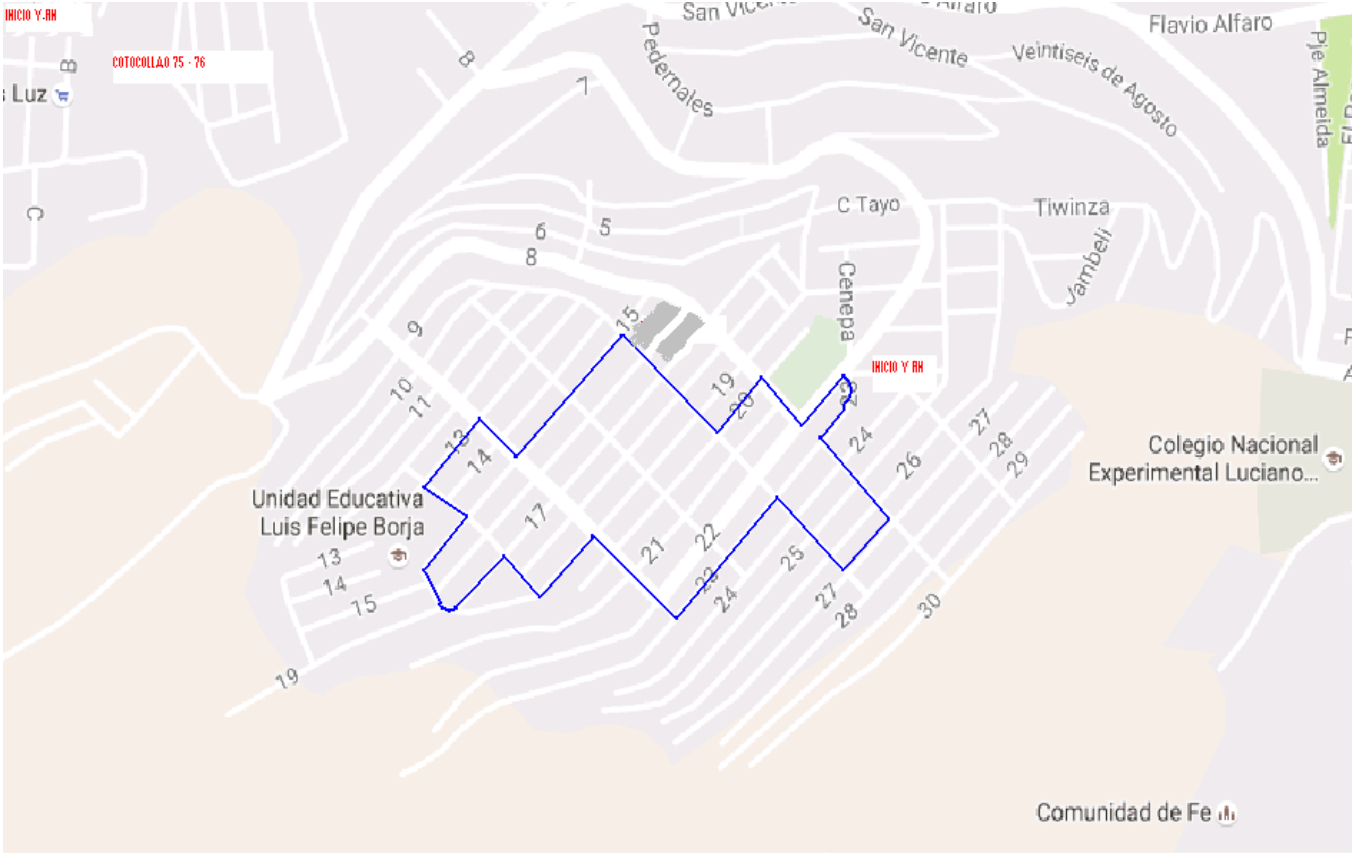 INICIO Y RH
COTOCOLLAO 75 - 76
B
Luz
C
8
7
Pedernales
San Vicente
San Vicente
Alfaro
Flavio Alfaro
Veintiseis de Agosto
Pje Almeida
C Tayo
Tiwinza
Jambeli
Cenepa
6
5
8
15
9
10
11
13
14
19
20
INICIO Y RH
23
24
26
27
28
29
Colegio Nacional
Experimental Luciano...
Unidad Educativa
Luis Felipe Borja
17
21
22
23
24
25
27
28
30
13
14
15
19
Comunidad de Fe